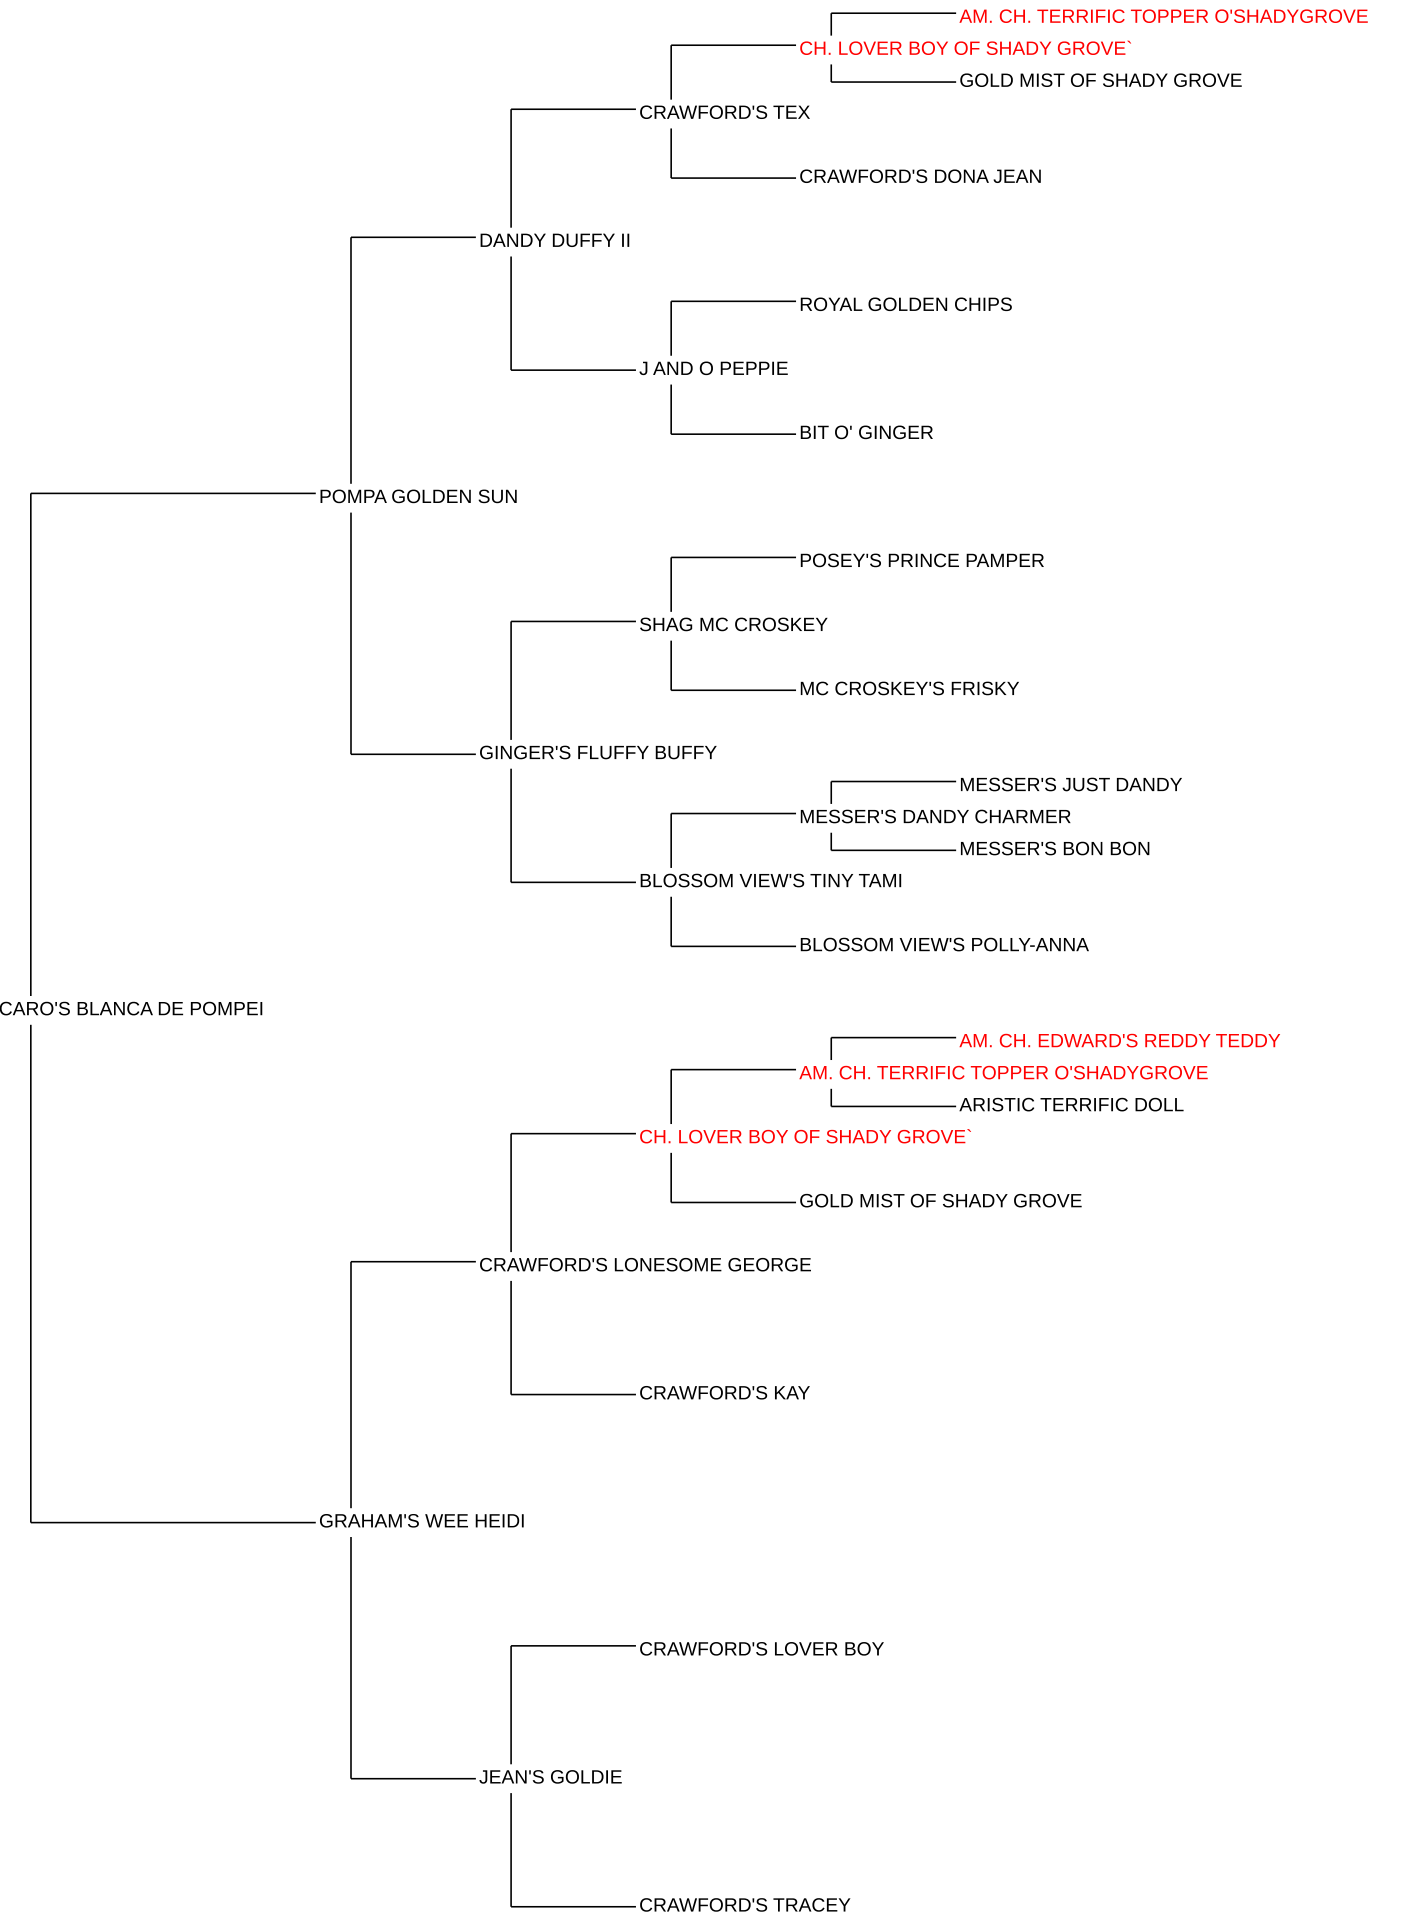 AM. CH. TERRIFIC TOPPER O'SHADYGROVE
CH. LOVER BOY OF SHADY GROVE`
GOLD MIST OF SHADY GROVE
CRAWFORD'S TEX
CRAWFORD'S DONA JEAN
DANDY DUFFY II
ROYAL GOLDEN CHIPS
J AND O PEPPIE
BIT O' GINGER
POMPA GOLDEN SUN
POSEY'S PRINCE PAMPER
SHAG MC CROSKEY
MC CROSKEY'S FRISKY
GINGER'S FLUFFY BUFFY
MESSER'S JUST DANDY
MESSER'S DANDY CHARMER
MESSER'S BON BON
BLOSSOM VIEW'S TINY TAMI
BLOSSOM VIEW'S POLLY-ANNA
CARO'S BLANCA DE POMPEI
AM. CH. EDWARD'S REDDY TEDDY
AM. CH. TERRIFIC TOPPER O'SHADYGROVE
ARISTIC TERRIFIC DOLL
CH. LOVER BOY OF SHADY GROVE`
GOLD MIST OF SHADY GROVE
CRAWFORD'S LONESOME GEORGE
CRAWFORD'S KAY
GRAHAM'S WEE HEIDI
CRAWFORD'S LOVER BOY
JEAN'S GOLDIE
CRAWFORD'S TRACEY